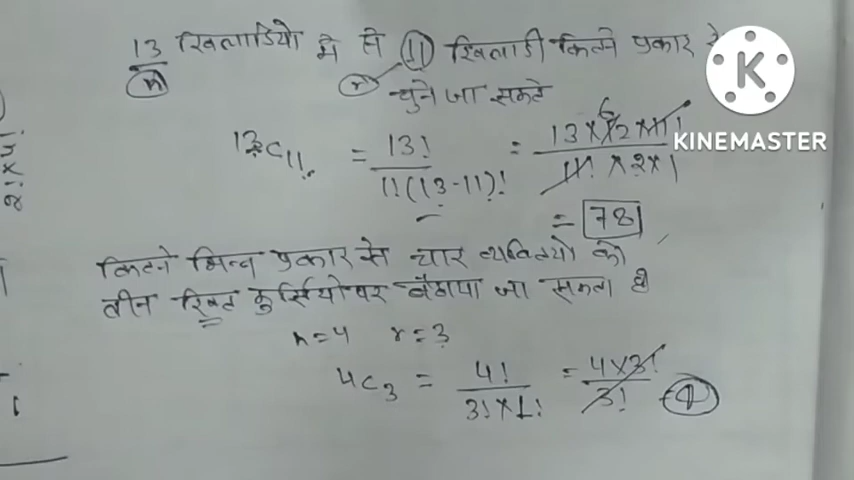 13 खिलाडियो मे से 11 खिलाडी कितने प्रकार से
n r
चुने जा सकते
K
KINEMASTER
13C11 = 13! / 11!(13-11)! = 13×12×11! / 11!×2×1
6
= 78
कितने भिन्न प्रकार से चार व्यक्तियो को
तीन रिक्त कुर्सियो पर बैठाया जा सकता है
n=4 r=3
4C3 = 4! / 3!×1! = 4×3! / 3! 4